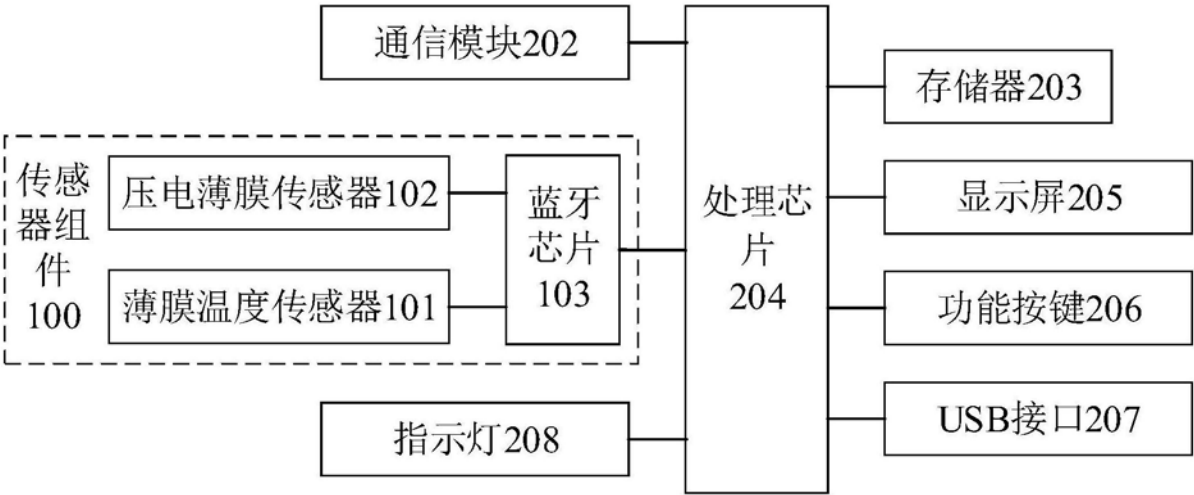 通信模块202
存储器203
传感
器组
件
100
压电薄膜传感器102
薄膜温度传感器101
蓝牙
芯片
103
处理芯
片
204
显示屏205
功能按键206
指示灯208
USB接口207